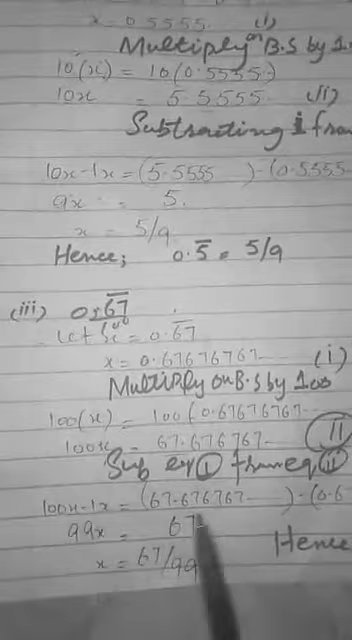 x = 0.5555. (i)
Multiply on B.S by 1
10(x) = 10(0.5555.)
10x = 5.5555 (ii)
Subtracting i from
10x-1x = (5.5555 ) - (0.5555
9x = 5.
x = 5/9
Hence; 0.5̅ = 5/9
(iii) 0.6̅7̅
Let x = 0.6̅7̅
x = 0.67676767 (i)
Multiply on B.S by 100
100(x) = 100(0.67676767
100x = 67.676767 (II)
Sub eq (I) from eq (II)
100x-1x = (67.676767 ) - (0.6
99x = 67
x = 67/99 Hence